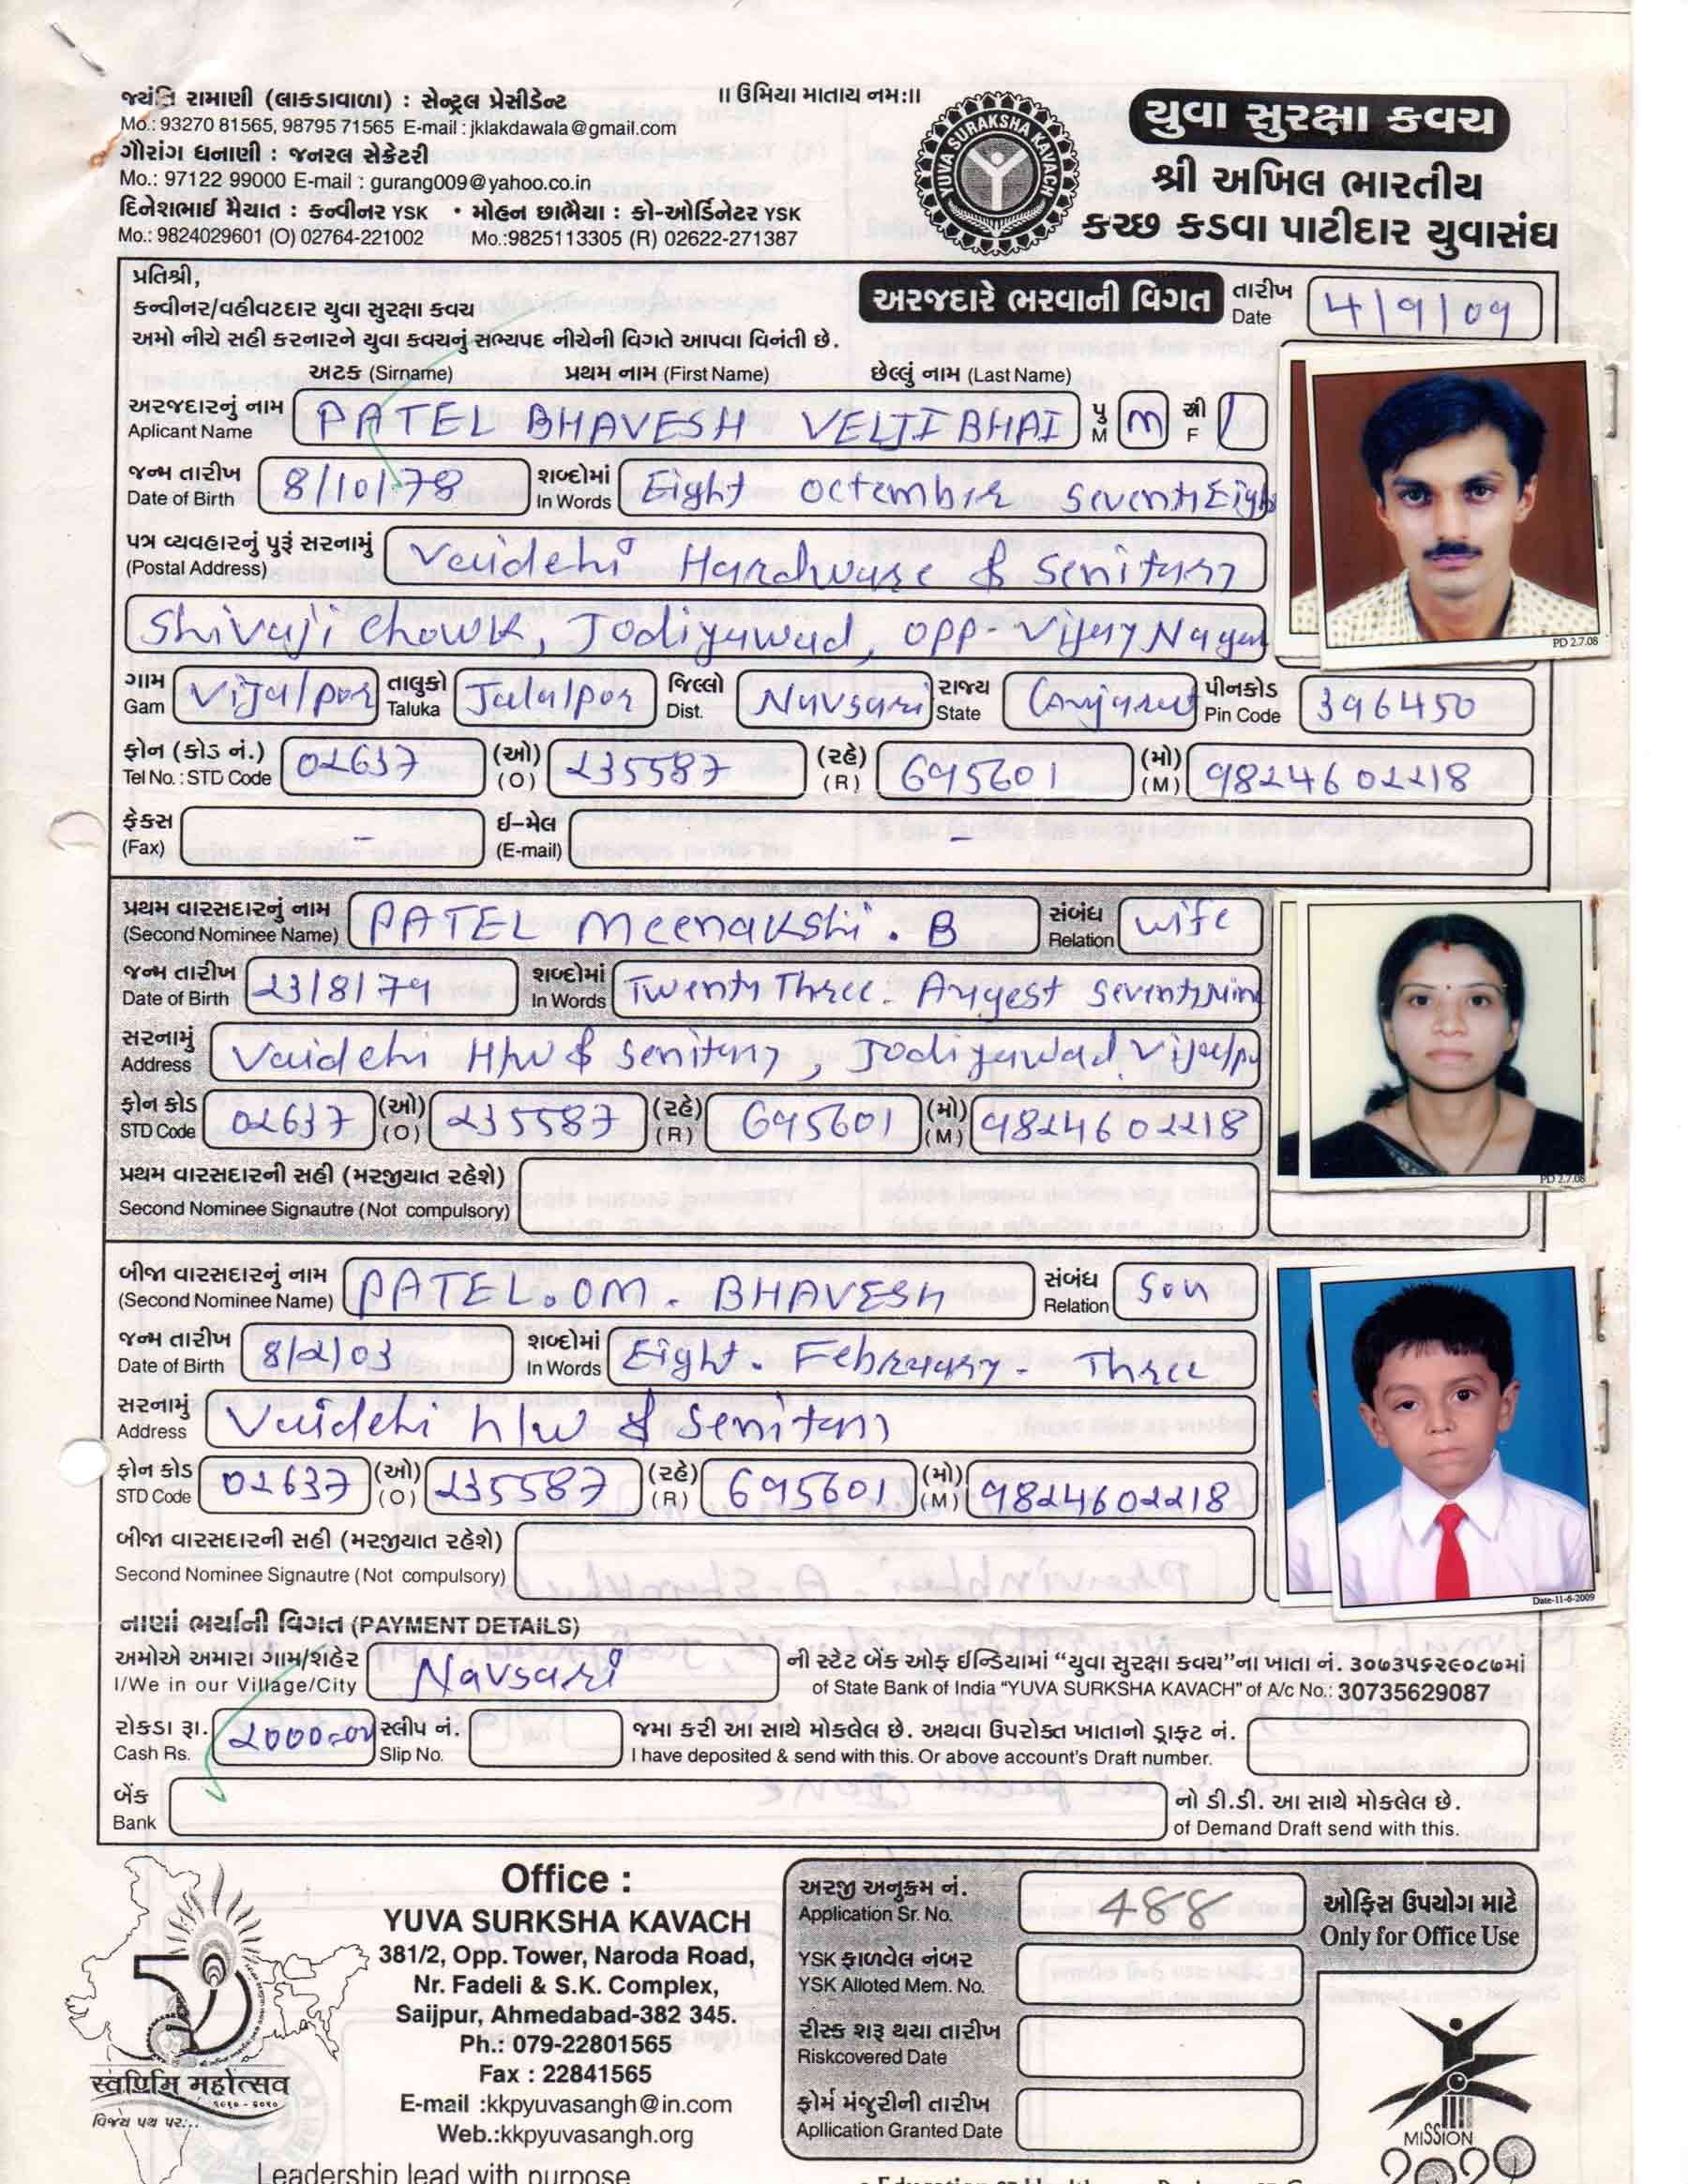 ॥ ઉમિયા માતાય નમઃ॥
જ્યંતિ રામાણી (લાકડાવાળા) : સેન્ટ્રલ પ્રેસીડેન્ટ
Mo.: 93270 81565, 98795 71565 E-mail : jklakdawala@gmail.com
ગૌરાંગ ધનાણી : જનરલ સેક્રેટરી
Mo.: 97122 99000 E-mail : gurang009@yahoo.co.in
દિનેશભાઈ મૈયાત : કન્વીનર YSK • મોહન છાભૈયા : કો-ઓર્ડિનેટર YSK
Mo.: 9824029601 (O) 02764-221002 Mo.:9825113305 (R) 02622-271387
YUVA SURAKSHA KAVACH
યુવા સુરક્ષા કવચ
શ્રી અખિલ ભારતીય
કચ્છ કડવા પાટીદાર યુવાસંઘ
પ્રતિશ્રી,
કન્વીનર/વહીવટદાર યુવા સુરક્ષા કવચ
અમો નીચે સહી કરનારને યુવા કવચનું સભ્યપદ નીચેની વિગતે આપવા વિનંતી છે.
અરજદારે ભરવાની વિગત તારીખ Date 4/9/09
અટક (Sirname) પ્રથમ નામ (First Name) છેલ્લું નામ (Last Name)
અરજદારનું નામ Aplicant Name PATEL BHAVESH VELJIBHAI પુ M M સ્ત્રી F /
જન્મ તારીખ Date of Birth 8/10/78 શબ્દોમાં In Words Eight octembir seventi Eight
પત્ર વ્યવહારનું પુરૂં સરનામું (Postal Address) Vaidehi Hardware & Senitary
Shivaji chowk, Jodiyawad, opp- Vijay Nagar
ગામ Gam Vijalpor તાલુકો Taluka Jalalpor જિલ્લો Dist. Navsari રાજ્ય State Gujarat પીનકોડ Pin Code 396450
ફોન (કોડ નં.) Tel No. : STD Code 02637 (ઓ) (O) 235587 (રહે) (R) 695601 (મો) (M) 9824602218
ફેક્સ (Fax) - ઈ-મેલ (E-mail) -
PD 2.7.08
પ્રથમ વારસદારનું નામ (Second Nominee Name) PATEL Meenakshi . B સંબંધ Relation wife
જન્મ તારીખ Date of Birth 23/8/79 શબ્દોમાં In Words Twenty Three. Augest seventynine
સરનામું Address Vaidehi H/w & senitary, Jodiyawad, Vijalpo
ફોન કોડ STD Code 02637 (ઓ) (O) 235587 (રહે) (R) 695601 (મો) (M) 9824602218
પ્રથમ વારસદારની સહી (મરજીયાત રહેશે)
Second Nominee Signautre (Not compulsory)
PD 2.7.08
બીજા વારસદારનું નામ (Second Nominee Name) PATEL. OM. BHAVESH સંબંધ Relation Son
જન્મ તારીખ Date of Birth 8/2/03 શબ્દોમાં In Words Eight. February - Three
સરનામું Address Vaidehi h/w & Senitary
ફોન કોડ STD Code 02637 (ઓ) (O) 235587 (રહે) (R) 695601 (મો) (M) 9824602218
બીજા વારસદારની સહી (મરજીયાત રહેશે)
Second Nominee Signautre (Not compulsory)
Date-11-6-2009
નાણાં ભર્યાની વિગત (PAYMENT DETAILS)
અમોએ અમારા ગામ/શહેર Navsari ની સ્ટેટ બેંક ઓફ ઈન્ડિયામાં “યુવા સુરક્ષા કવચ”ના ખાતા નં. ૩૦૭૩૫૬૨૯૦૮૭માં
I/We in our Village/City of State Bank of India “YUVA SURKSHA KAVACH” of A/c No.: 30735629087
રોકડા રૂા. 2000=00 સ્લીપ નં. જમા કરી આ સાથે મોકલેલ છે. અથવા ઉપરોક્ત ખાતાનો ડ્રાફ્ટ નં.
Cash Rs. Slip No. I have deposited & send with this. Or above account's Draft number.
બેંક નો ડી.ડી. આ સાથે મોકલેલ છે.
Bank of Demand Draft send with this.
Office :
YUVA SURKSHA KAVACH
381/2, Opp. Tower, Naroda Road,
Nr. Fadeli & S.K. Complex,
Saijpur, Ahmedabad-382 345.
Ph.: 079-22801565
Fax : 22841565
E-mail :kkpyuvasangh@in.com
Web.:kkpyuvasangh.org
50
स्वर्णिम महोत्सव
૧૯૬૦ - ૨૦૧૦
વિજય પથ પર...
અરજી અનુક્રમ નં. Application Sr. No. 488
ઓફિસ ઉપયોગ માટે
Only for Office Use
YSK ફાળવેલ નંબર
YSK Alloted Mem. No.
રીસ્ક શરૂ થયા તારીખ
Riskcovered Date
ફોર્મ મંજુરીની તારીખ
Apllication Granted Date
MISSION
2020
Leadership lead with purpose